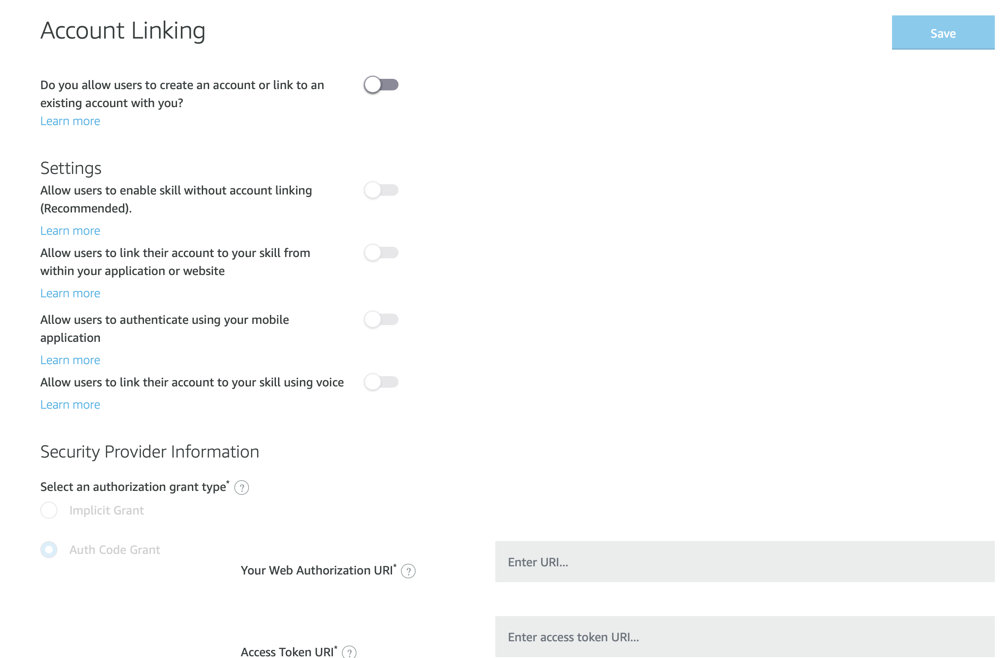 Account Linking
Save
Do you allow users to create an account or link to an
existing account with you?
Learn more
Settings
Allow users to enable skill without account linking
(Recommended).
Learn more
Allow users to link their account to your skill from
within your application or website
Learn more
Allow users to authenticate using your mobile
application
Learn more
Allow users to link their account to your skill using voice
Learn more
Security Provider Information
Select an authorization grant type* ?
Implicit Grant
Auth Code Grant
Your Web Authorization URI* ?
Enter URI...
Enter access token URI...
Access Token URI* ?